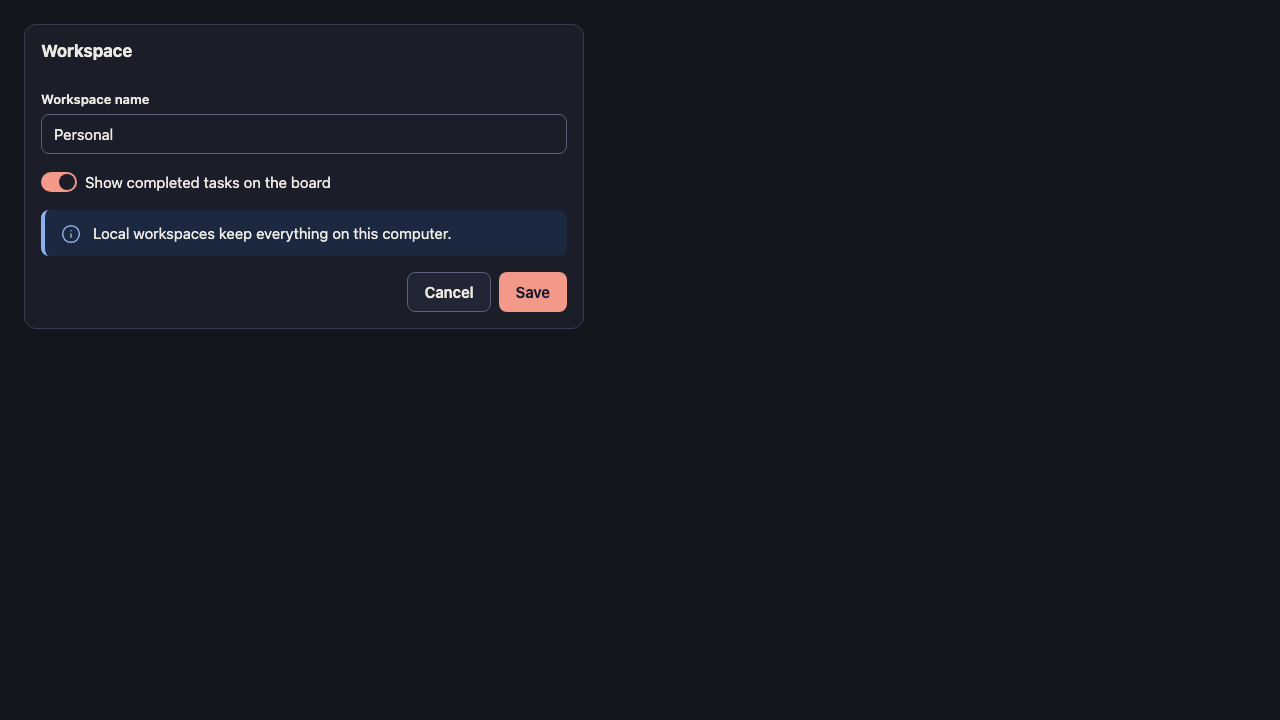 Workspace
Workspace name
Personal
Show completed tasks on the board
Local workspaces keep everything on this computer.
Cancel
Save